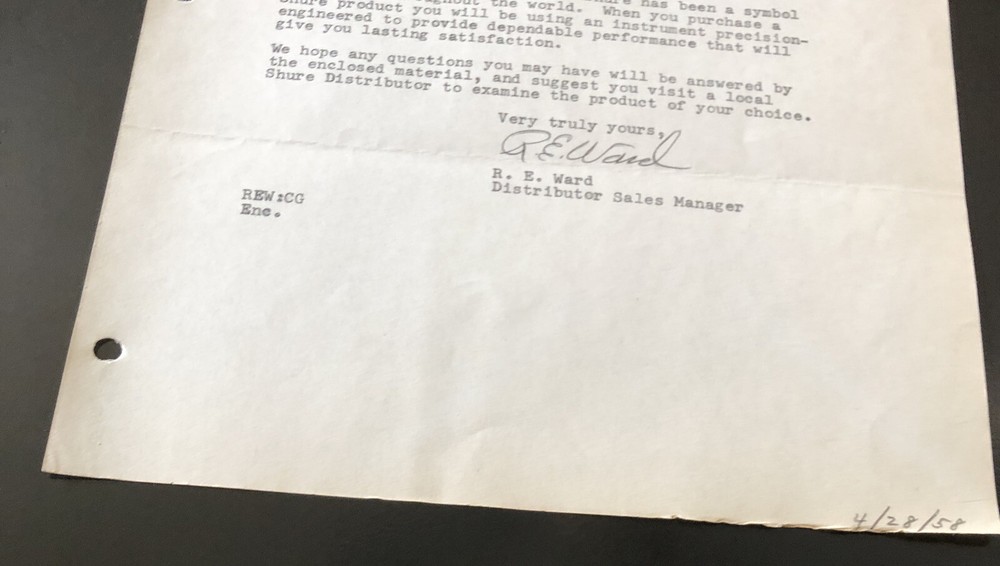 the world. When you purchase a
has been a symbol
Shure product you will be using an instrument precision-
engineered to provide dependable performance that will
give you lasting satisfaction.
We hope any questions you may have will be answered by
the enclosed material, and suggest you visit a local
Shure Distributor to examine the product of your choice.
Very truly yours,
R.E. Ward
R. E. Ward
Distributor Sales Manager
REW:CG
Enc.
4/28/58